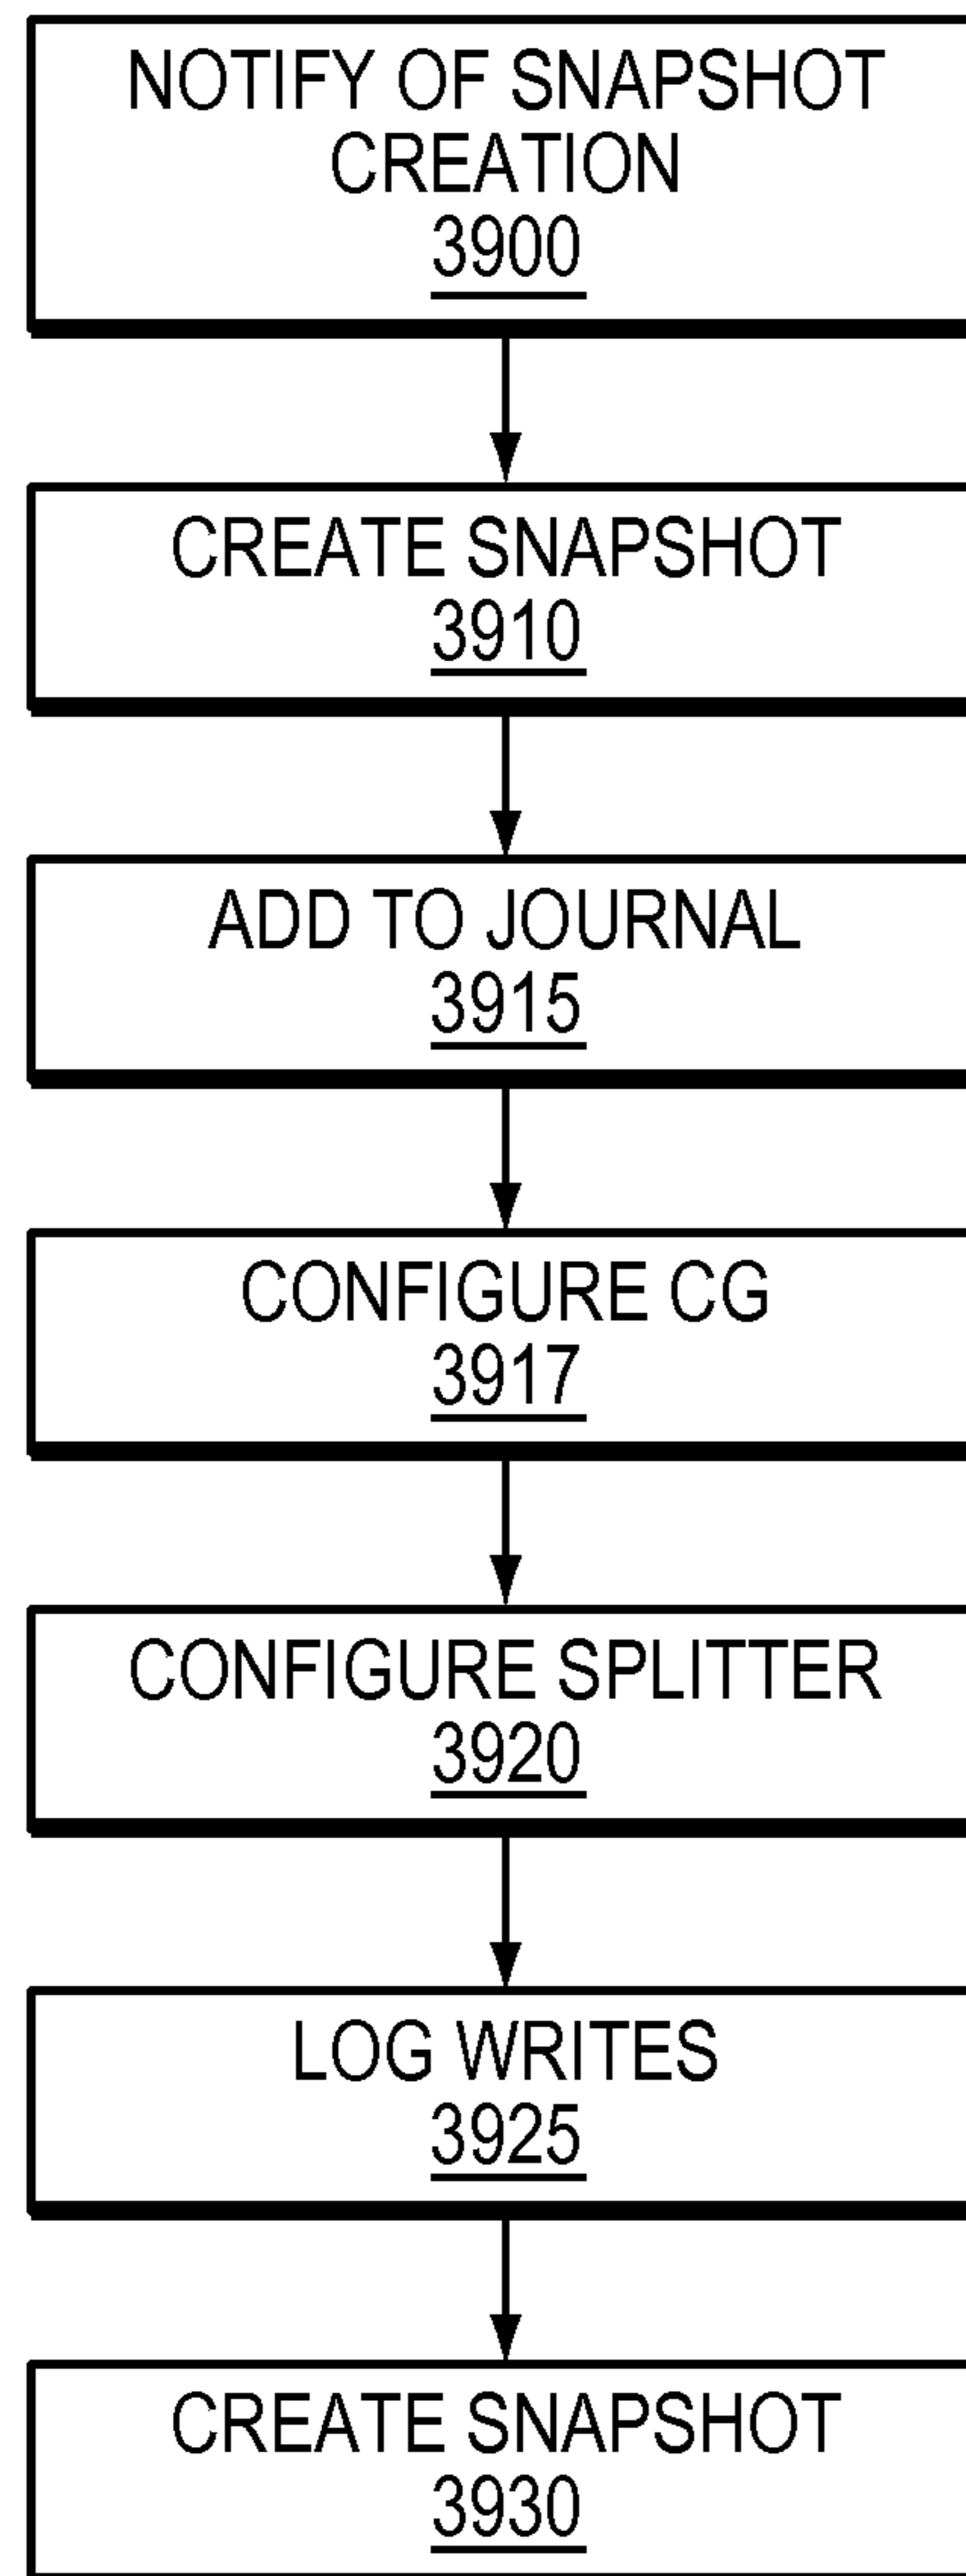 NOTIFY OF SNAPSHOT
CREATION
3900
CREATE SNAPSHOT
3910
ADD TO JOURNAL
3915
CONFIGURE CG
3917
CONFIGURE SPLITTER
3920
LOG WRITES
3925
CREATE SNAPSHOT
3930